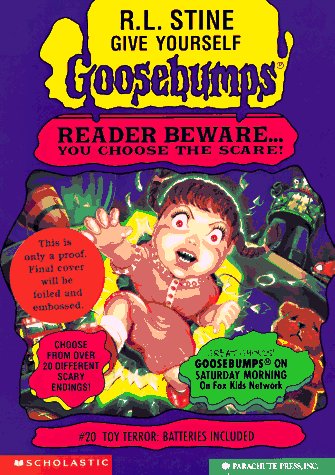 R.L. STINE
GIVE YOURSELF
Goosebumps®
READER BEWARE...
YOU CHOOSE THE SCARE!
This is
only a proof.
Final cover
will be
foiled and
embossed.
CHOOSE
FROM OVER
20 DIFFERENT
SCARY
ENDINGS!
GREAT CHOICE!
GOOSEBUMPS® ON
SATURDAY MORNING
On Fox Kids Network
#20 TOY TERROR: BATTERIES INCLUDED
SCHOLASTIC
PARACHUTE PRESS, INC.